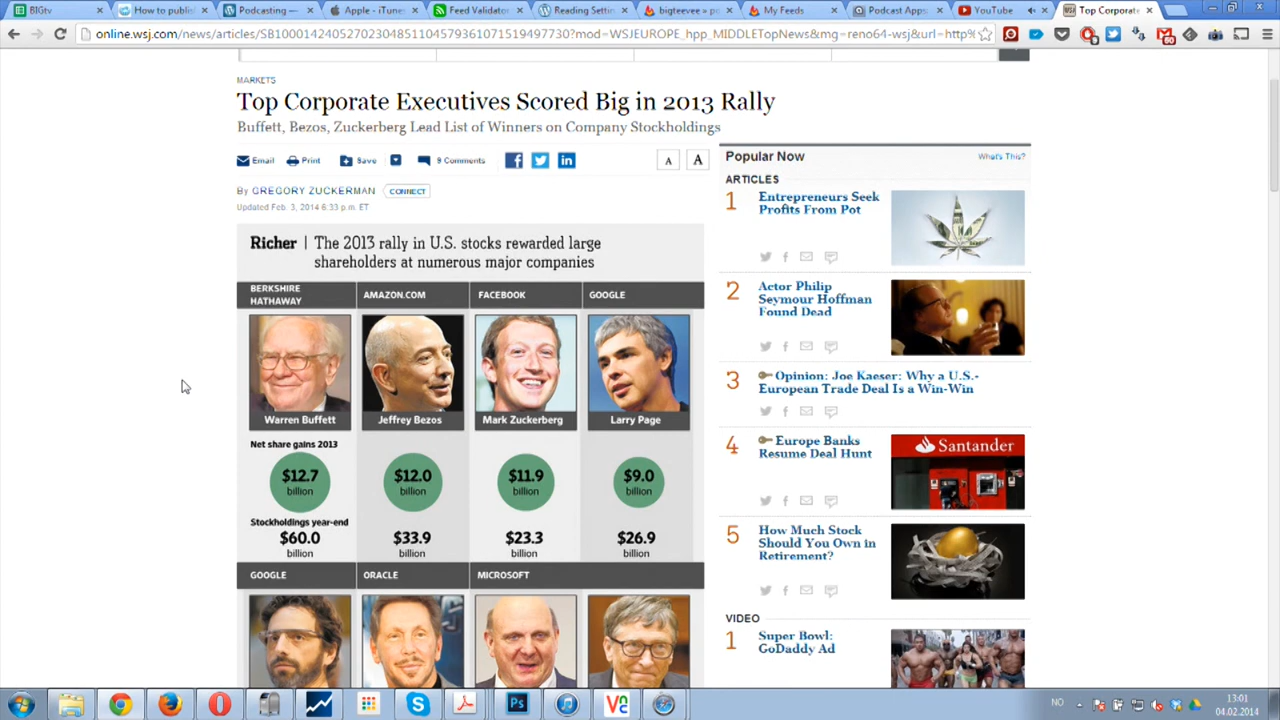 BIGtv
How to publis
Podcasting —
Apple - iTunes
Feed Validator
Reading Settin
bigteevee » po
My Feeds
Podcast Apps:
YouTube
Top Corporate
online.wsj.com/news/articles/SB10001424052702304851104579361071519497730?mod=WSJEUROPE_hpp_MIDDLETopNews&mg=reno64-wsj&url=http%
MARKETS
Top Corporate Executives Scored Big in 2013 Rally
Buffett, Bezos, Zuckerberg Lead List of Winners on Company Stockholdings
Email
Print
Save
9 Comments
A
A
By GREGORY ZUCKERMAN
CONNECT
Updated Feb. 3, 2014 6:33 p.m. ET
Richer | The 2013 rally in U.S. stocks rewarded large
shareholders at numerous major companies
BERKSHIRE
HATHAWAY
AMAZON.COM
FACEBOOK
GOOGLE
Warren Buffett
Jeffrey Bezos
Mark Zuckerberg
Larry Page
Net share gains 2013
$12.7
billion
$12.0
billion
$11.9
billion
$9.0
billion
Stockholdings year-end
$60.0
billion
$33.9
billion
$23.3
billion
$26.9
billion
GOOGLE
ORACLE
MICROSOFT
Popular Now
What's This?
ARTICLES
1
Entrepreneurs Seek
Profits From Pot
2
Actor Philip
Seymour Hoffman
Found Dead
3
Opinion: Joe Kaeser: Why a U.S.-
European Trade Deal Is a Win-Win
4
Europe Banks
Resume Deal Hunt
Santander
5
How Much Stock
Should You Own in
Retirement?
VIDEO
1
Super Bowl:
GoDaddy Ad
NO
13:01
04.02.2014